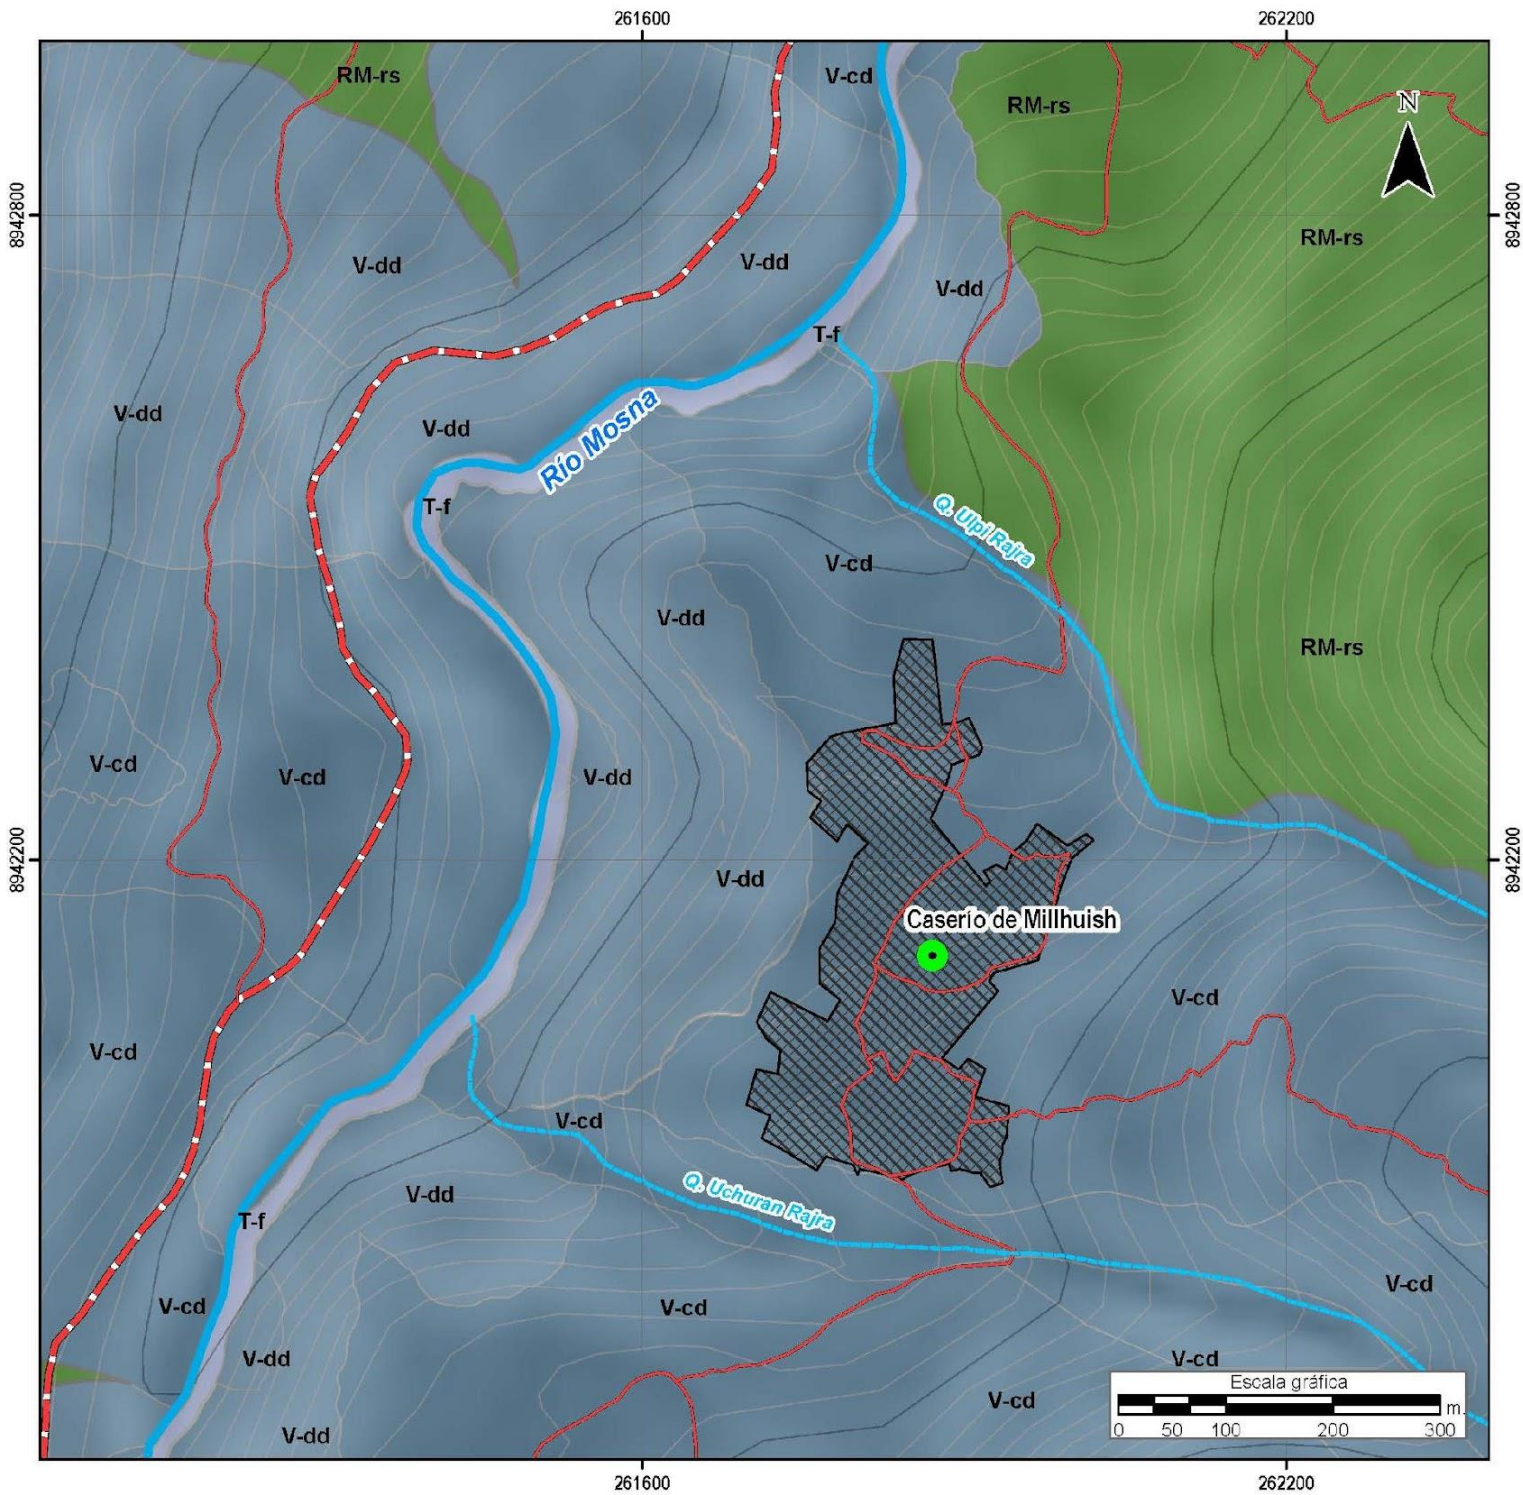 261600
262200
RM-rs
V-cd
RM-rs
N
8942800
8942800
RM-rs
V-dd
V-dd
V-dd
T-f
V-dd
V-dd
Río Mosna
T-f
Q. Ulpi Rajra
V-cd
V-dd
RM-rs
V-cd
V-cd
V-dd
8942200
8942200
V-dd
Caserío de Millhuish
V-cd
V-cd
V-cd
V-dd
Q. Uchuran Rajra
T-f
V-cd
V-cd
V-cd
V-dd
V-cd
V-cd
V-dd
Escala gráfica
m.
0 50 100 200 300
261600
262200